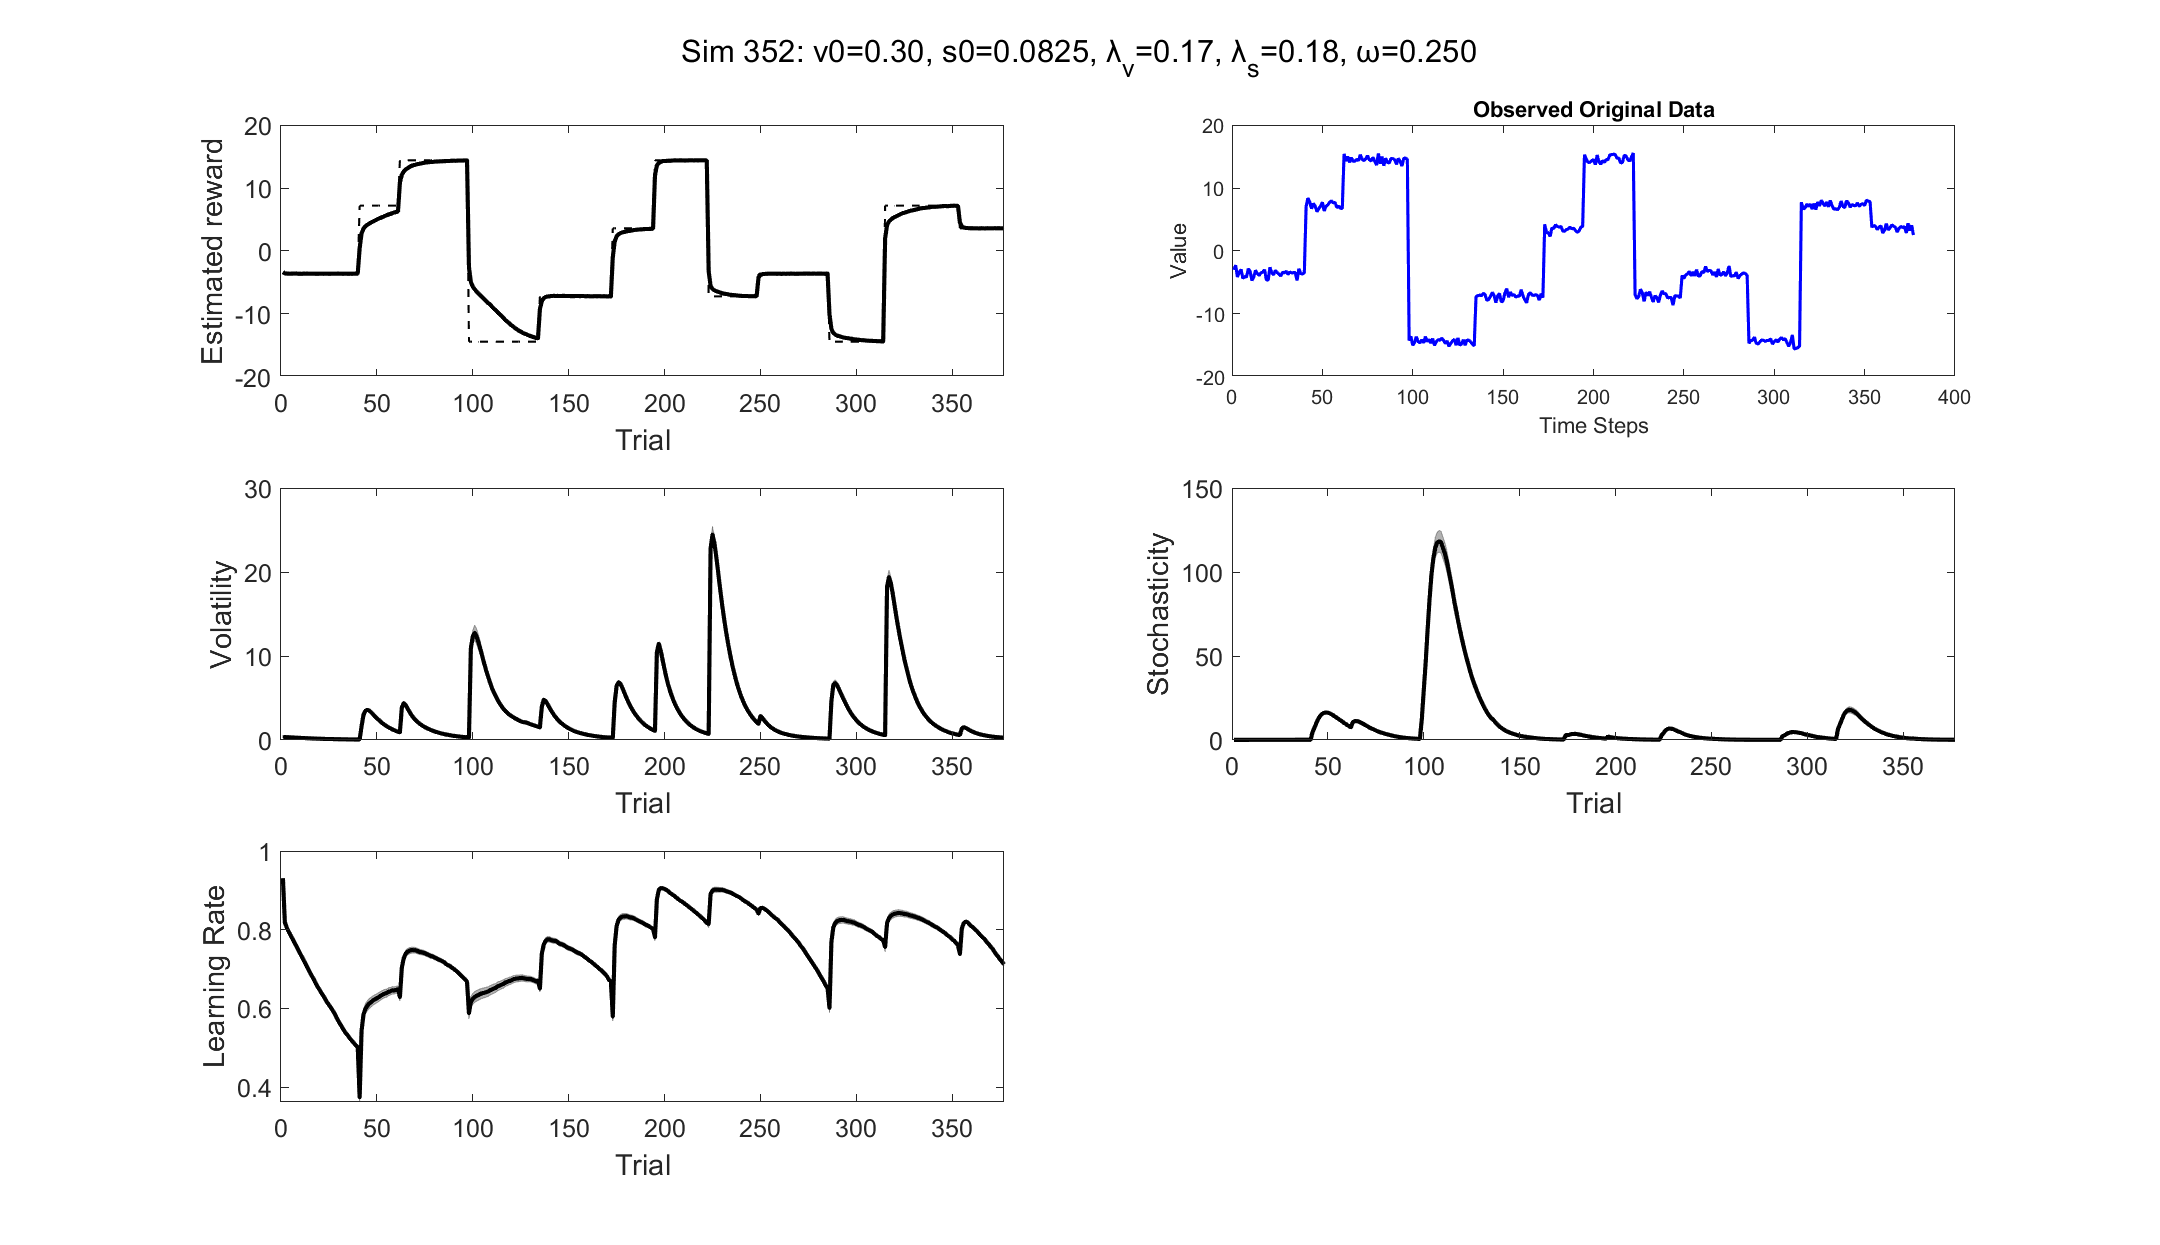 Sim 352: v0=0.30, s0=0.0825, λv=0.17, λs=0.18, ω=0.250
20
10
0
-10
-20
Estimated reward
0 50 100 150 200 250 300 350
Trial
Observed Original Data
20
10
0
-10
-20
Value
0 50 100 150 200 250 300 350 400
Time Steps
30
20
10
0
Volatility
0 50 100 150 200 250 300 350
Trial
150
100
50
0
Stochasticity
0 50 100 150 200 250 300 350
Trial
1
0.8
0.6
0.4
Learning Rate
0 50 100 150 200 250 300 350
Trial